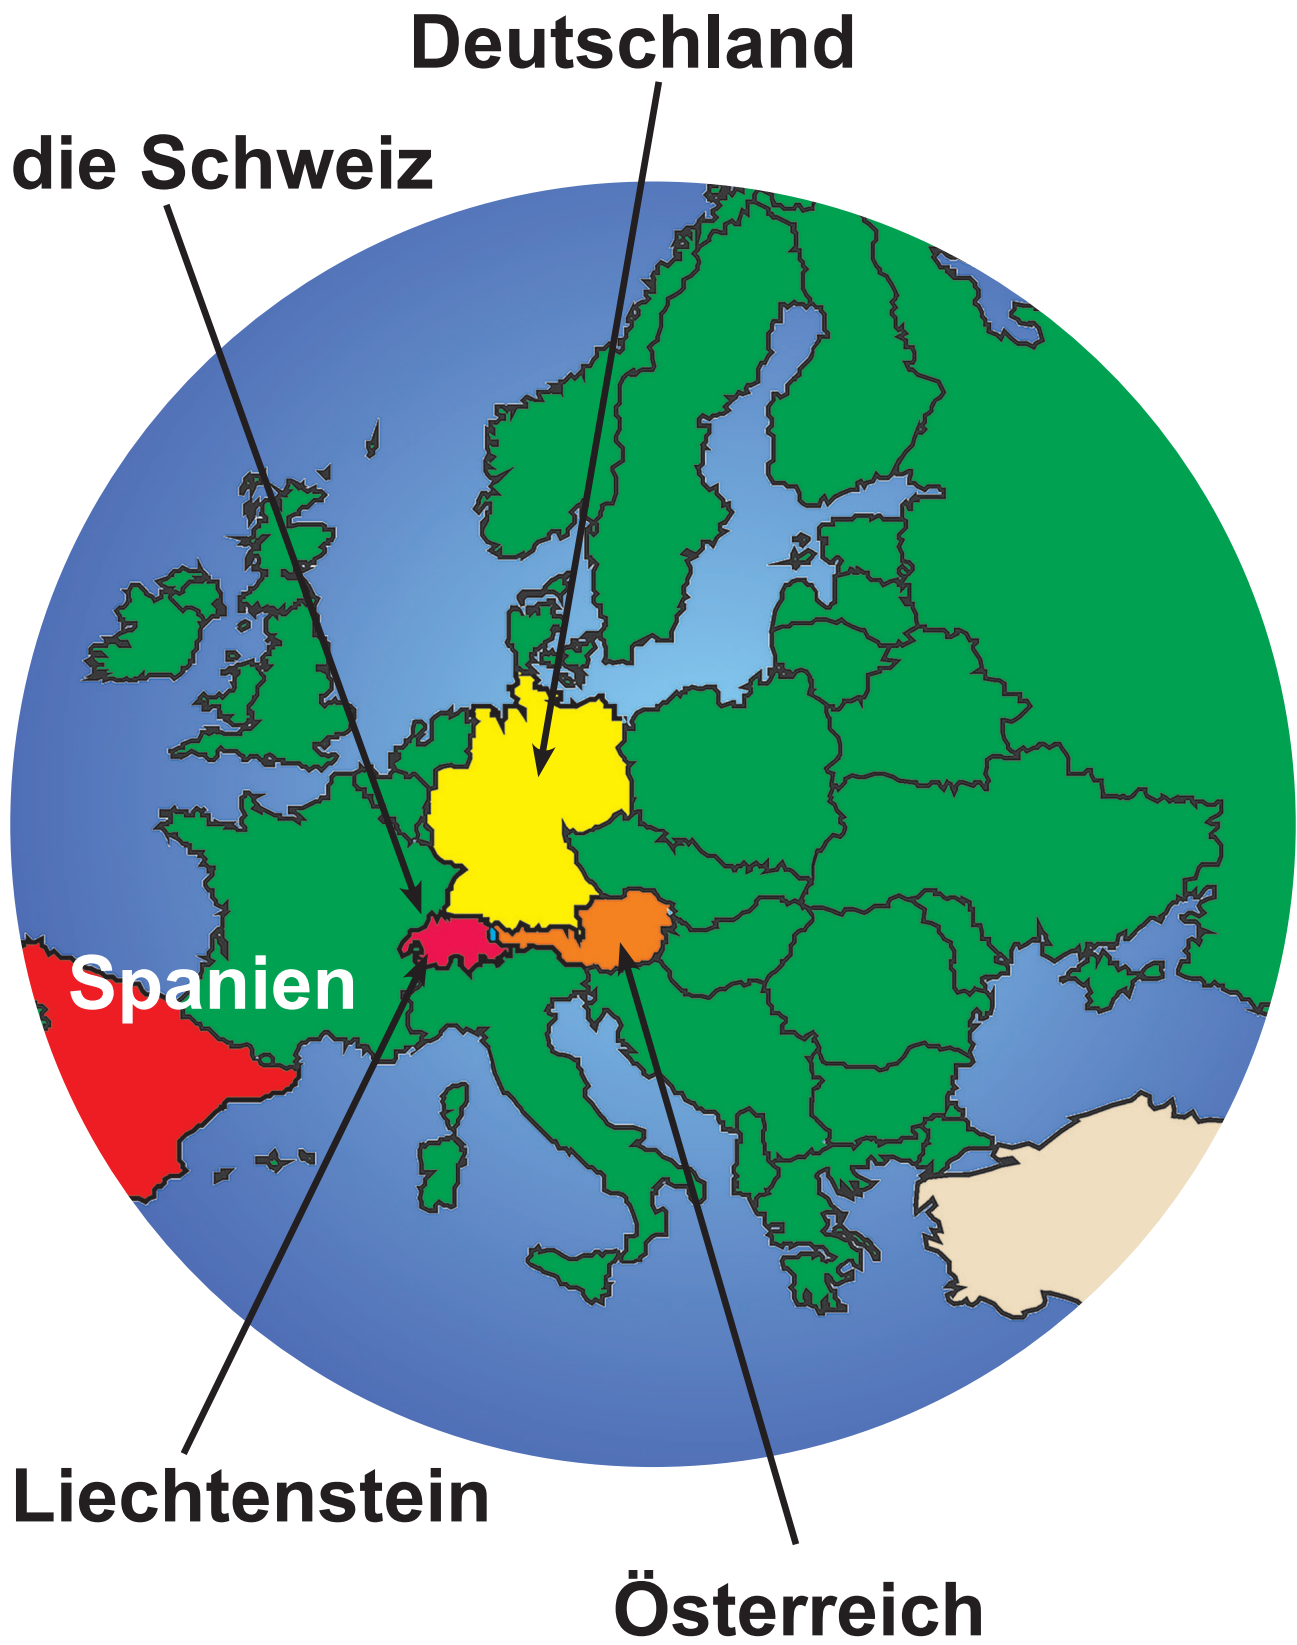 Deutschland
die Schweiz
Spanien
Liechtenstein
Österreich